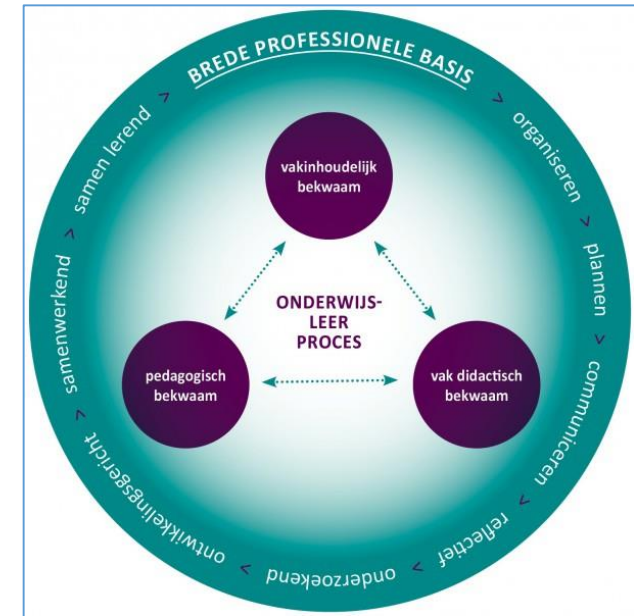 BREDE PROFESSIONELE BASIS
> organiseren > plannen > communiceren > reflectief > onderzoekend > ontwikkelingsgericht > samenwerkend > samen lerend >
vakinhoudelijk
bekwaam
ONDERWIJS-
LEER
PROCES
pedagogisch
bekwaam
vak didactisch
bekwaam